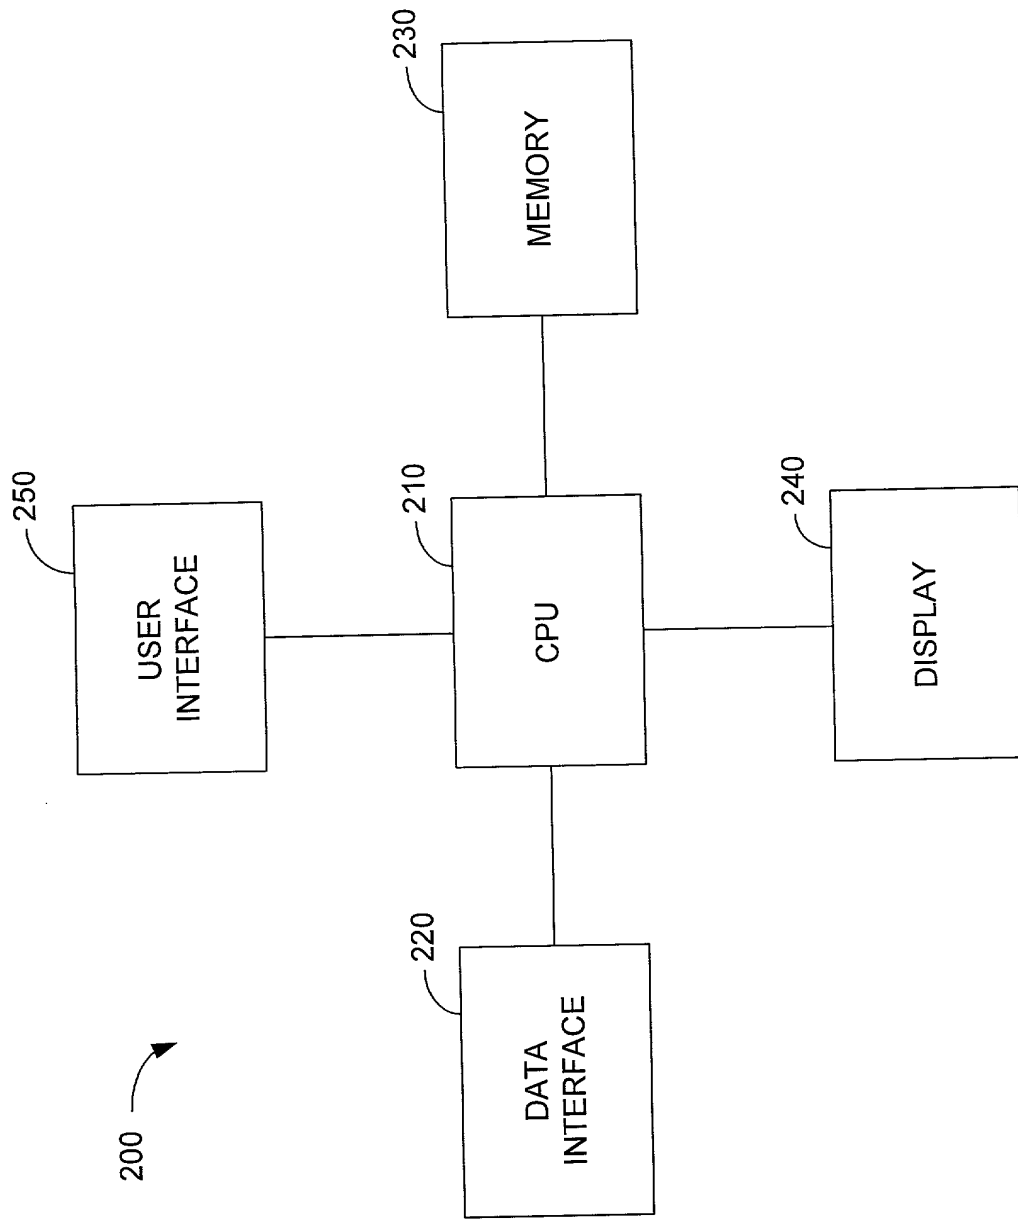 200
250
USER
INTERFACE
220
DATA
INTERFACE
210
CPU
230
MEMORY
240
DISPLAY